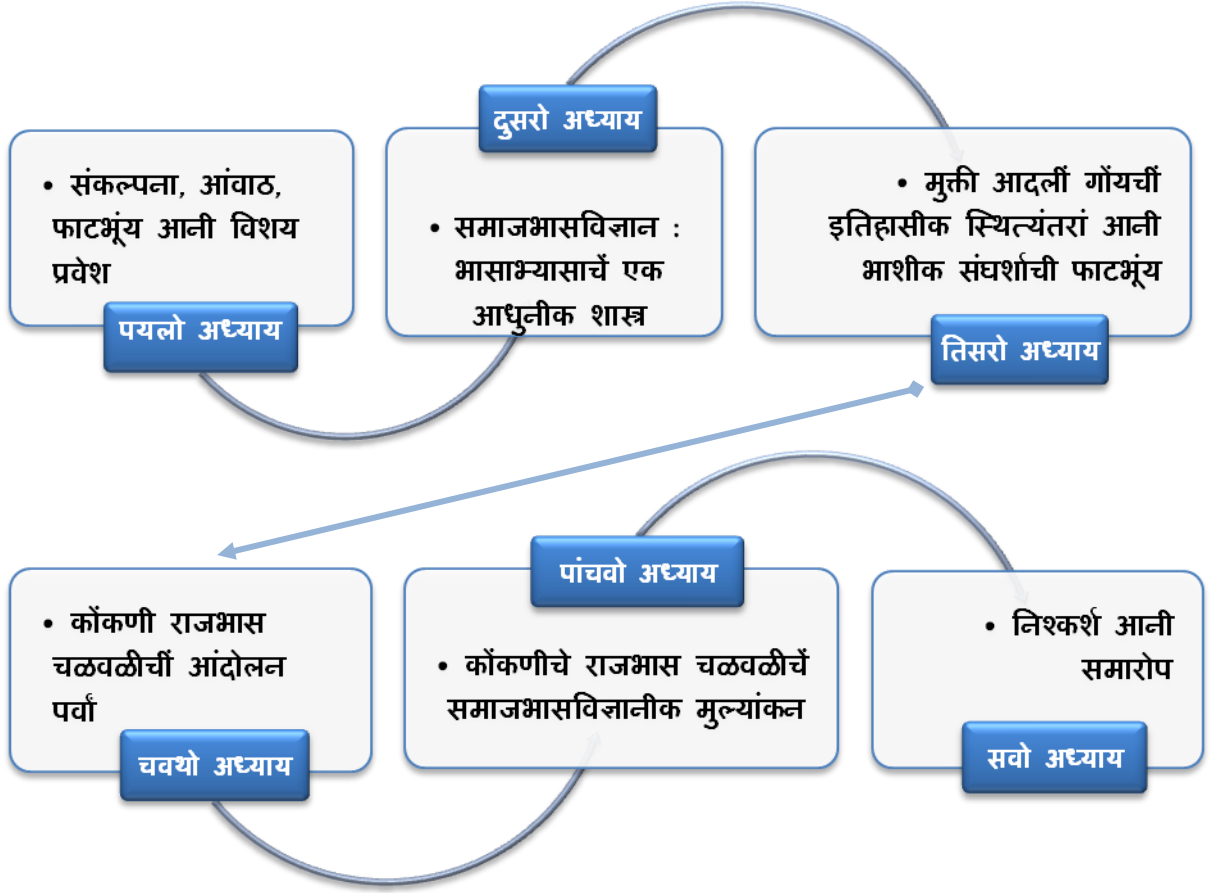 • संकल्पना, आंवाठ,
फाटभूंय आनी विशय
प्रवेश
पयलो अध्याय
दुसरो अध्याय
• समाजभासविज्ञान :
भासाभ्यासाचें एक
आधुनीक शास्त्र
• मुक्ती आदलीं गोंयचीं
इतिहासीक स्थित्यंतरां आनी
भाशीक संघर्शाची फाटभूंय
तिसरो अध्याय
• कोंकणी राजभास
चळवळीचीं आंदोलन
पर्वां
चवथो अध्याय
पांचवो अध्याय
• कोंकणीचे राजभास चळवळीचें
समाजभासविज्ञानीक मुल्यांकन
• निश्कर्श आनी
समारोप
सवो अध्याय